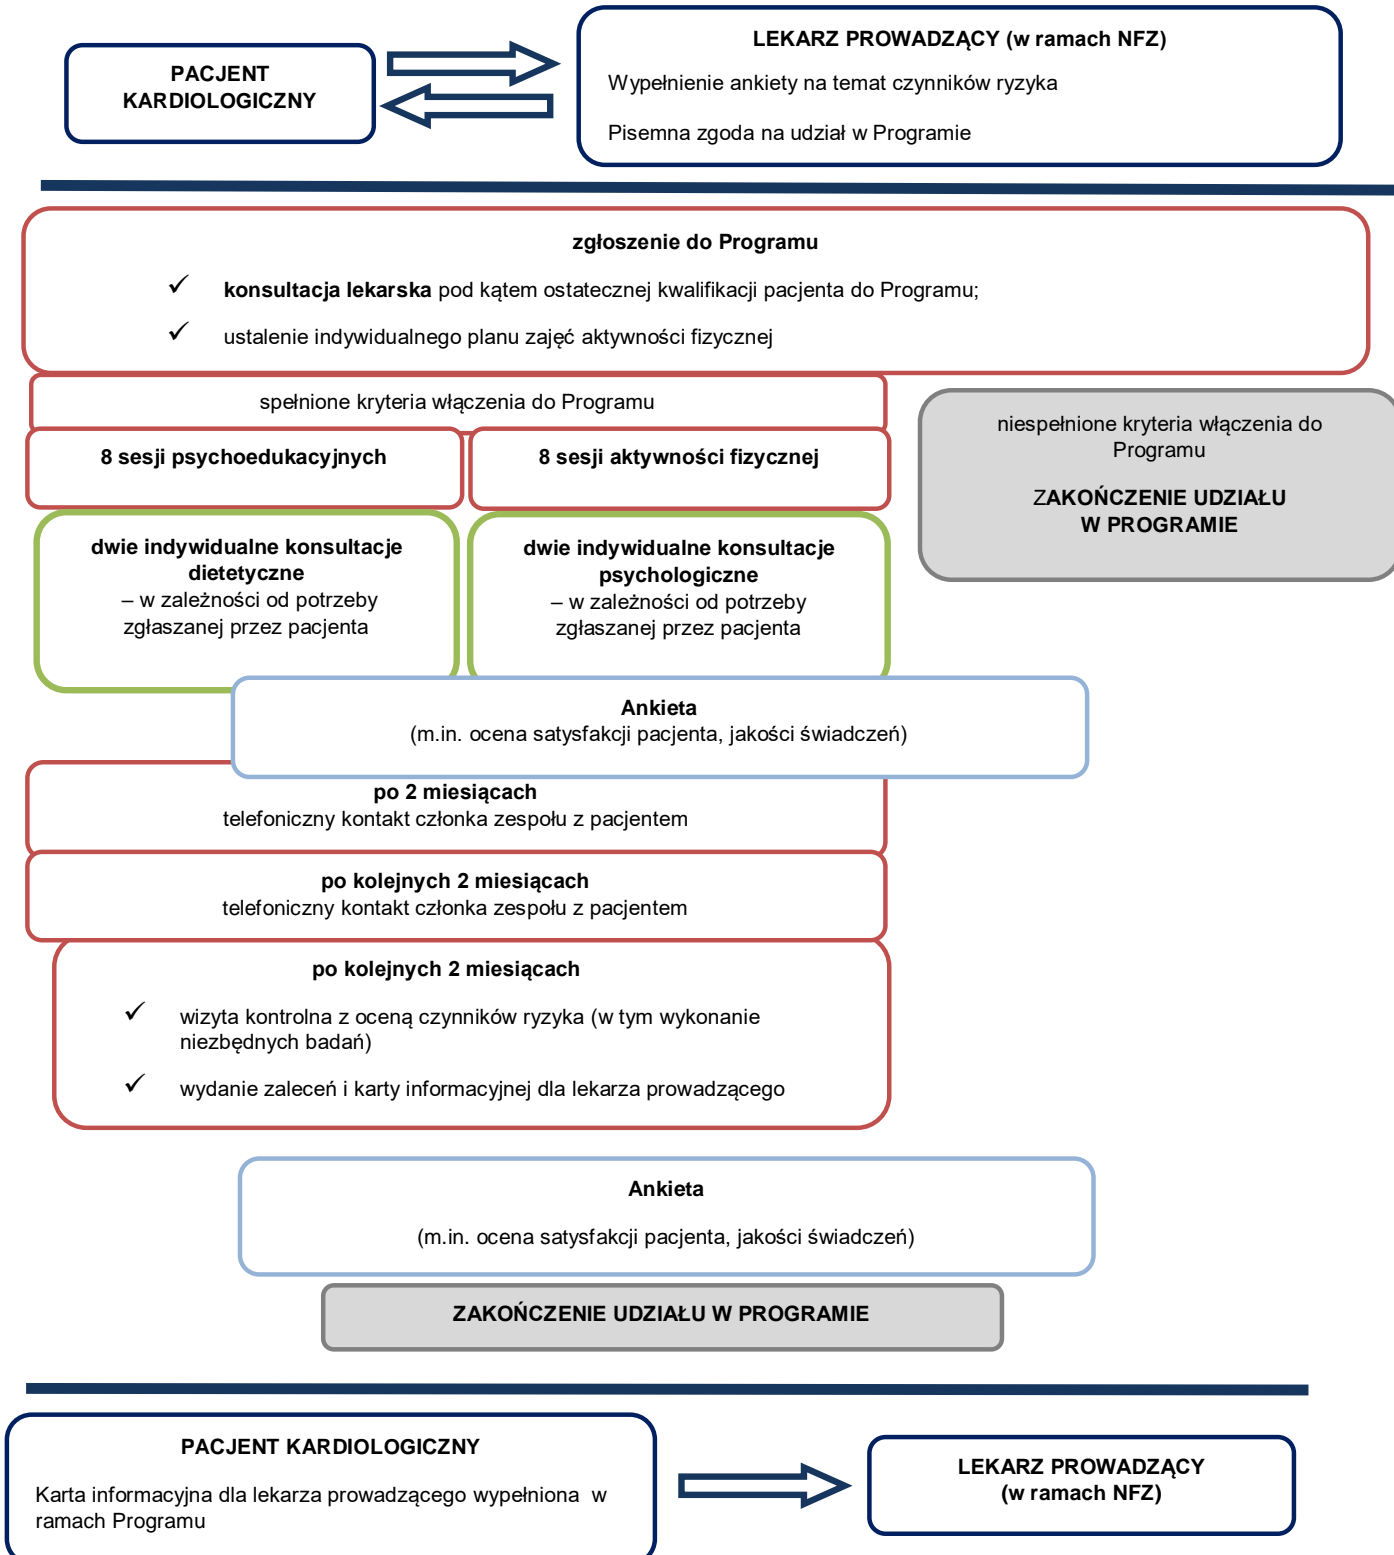 PACJENT
KARDIOLOGICZNY
LEKARZ PROWADZĄCY (w ramach NFZ)
Wypełnienie ankiety na temat czynników ryzyka
Pisemna zgoda na udział w Programie
zgłoszenie do Programu
✓ konsultacja lekarska pod kątem ostatecznej kwalifikacji pacjenta do Programu;
✓ ustalenie indywidualnego planu zajęć aktywności fizycznej
spełnione kryteria włączenia do Programu
niespełnione kryteria włączenia do
Programu
ZAKOŃCZENIE UDZIAŁU
W PROGRAMIE
8 sesji psychoedukacyjnych
8 sesji aktywności fizycznej
dwie indywidualne konsultacje
dietetyczne
– w zależności od potrzeby
zgłaszanej przez pacjenta
dwie indywidualne konsultacje
psychologiczne
– w zależności od potrzeby
zgłaszanej przez pacjenta
Ankieta
(m.in. ocena satysfakcji pacjenta, jakości świadczeń)
po 2 miesiącach
telefoniczny kontakt członka zespołu z pacjentem
po kolejnych 2 miesiącach
telefoniczny kontakt członka zespołu z pacjentem
po kolejnych 2 miesiącach
✓ wizyta kontrolna z oceną czynników ryzyka (w tym wykonanie
niezbędnych badań)
✓ wydanie zaleceń i karty informacyjnej dla lekarza prowadzącego
Ankieta
(m.in. ocena satysfakcji pacjenta, jakości świadczeń)
ZAKOŃCZENIE UDZIAŁU W PROGRAMIE
PACJENT KARDIOLOGICZNY
Karta informacyjna dla lekarza prowadzącego wypełniona w
ramach Programu
LEKARZ PROWADZĄCY
(w ramach NFZ)